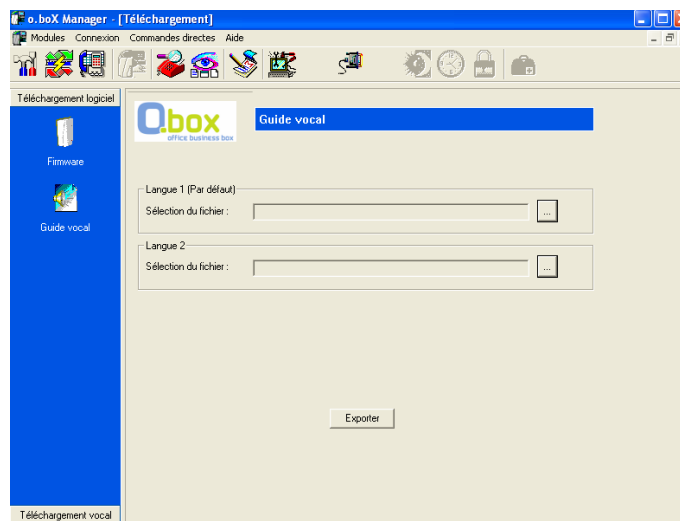 o.boX Manager - [Téléchargement]
Modules Connexion Commandes directes Aide
Téléchargement logiciel
Firmware
Guide vocal
Téléchargement vocal
O.box
office business box
Guide vocal
Langue 1 (Par défaut)
Sélection du fichier :
...
Langue 2
Sélection du fichier :
...
Exporter